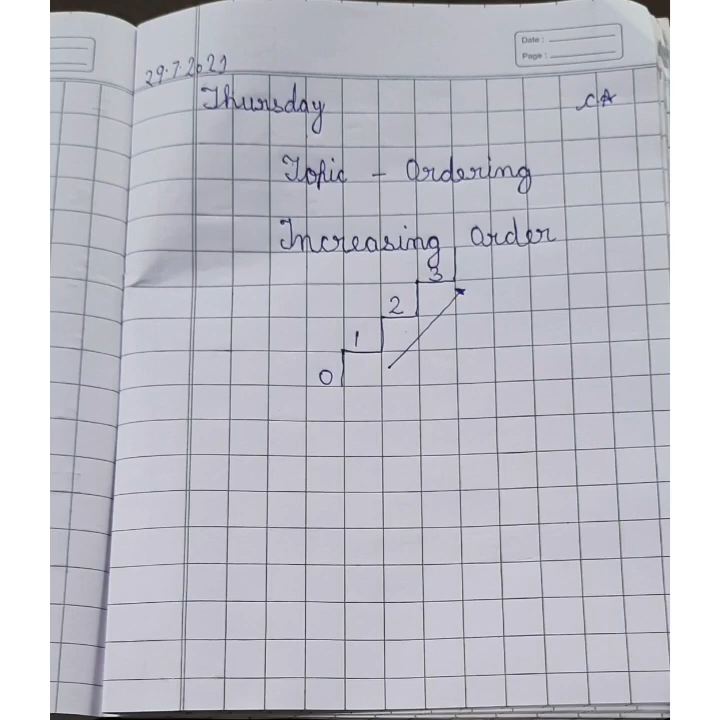 Date :
Page :
29.7.2021
Thursday
CA
Topic - Ordering
Increasing order
3
2
1
0